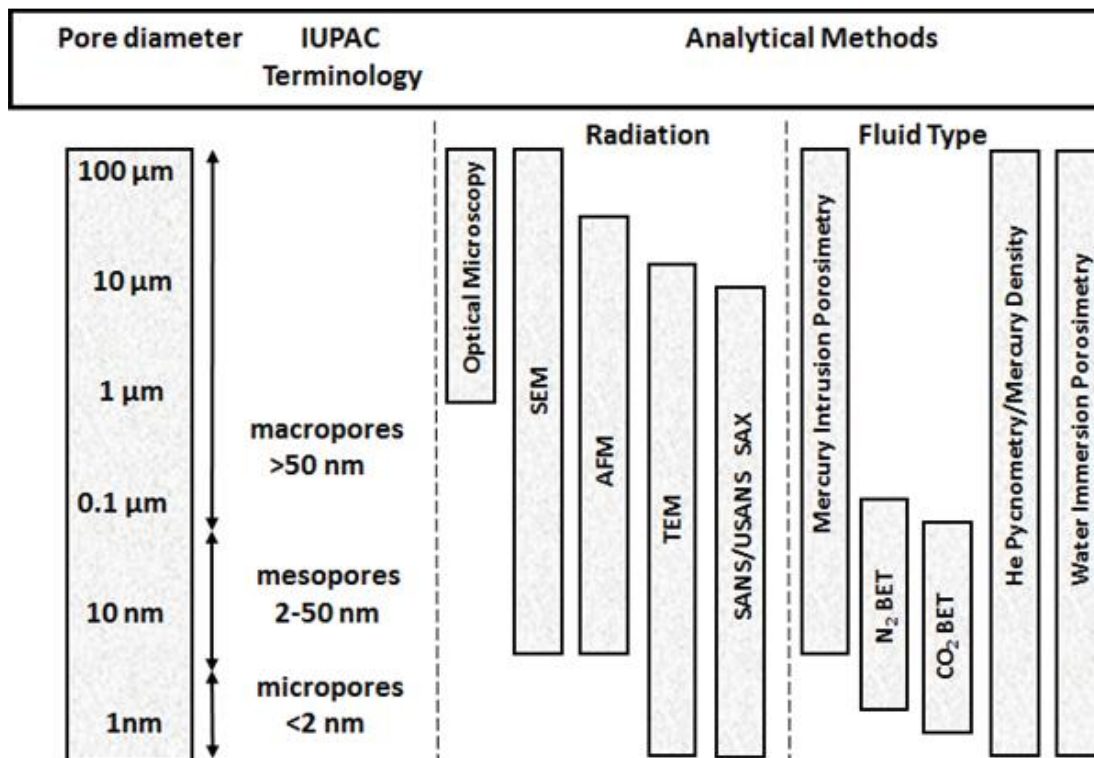 Pore diameter
IUPAC
Terminology
Analytical Methods
Radiation
Fluid Type
100 µm
10 µm
1 µm
0.1 µm
10 nm
1nm
macropores
>50 nm
mesopores
2-50 nm
micropores
<2 nm
Optical Microscopy
SEM
AFM
TEM
SANS/USANS SAX
Mercury Intrusion Porosimetry
N₂ BET
CO₂ BET
He Pycnometry/Mercury Density
Water Immersion Porosimetry